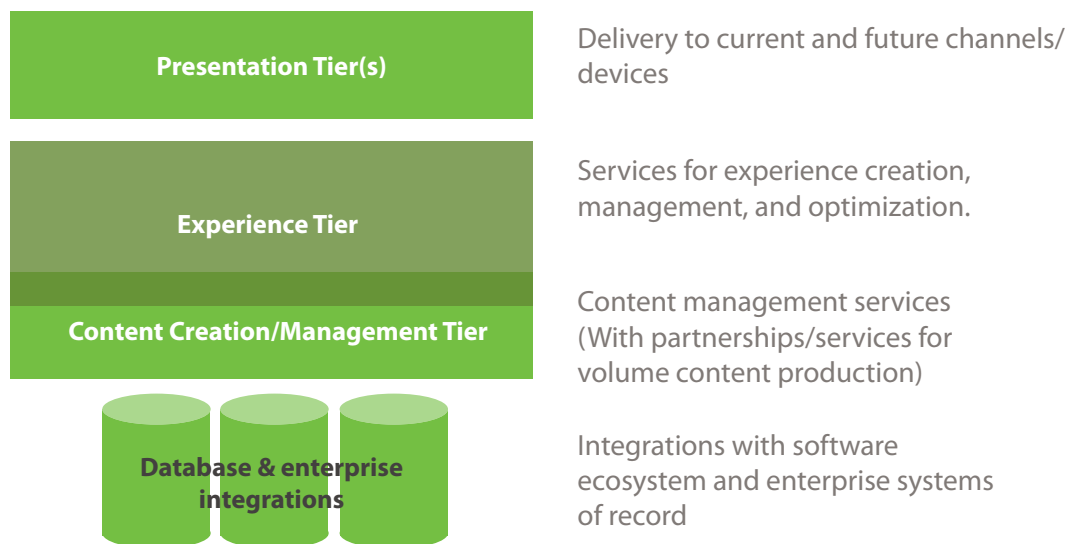 Presentation Tier(s)
Delivery to current and future channels/
devices
Experience Tier
Services for experience creation,
management, and optimization.
Content Creation/Management Tier
Content management services
(With partnerships/services for
volume content production)
Database & enterprise
integrations
Integrations with software
ecosystem and enterprise systems
of record